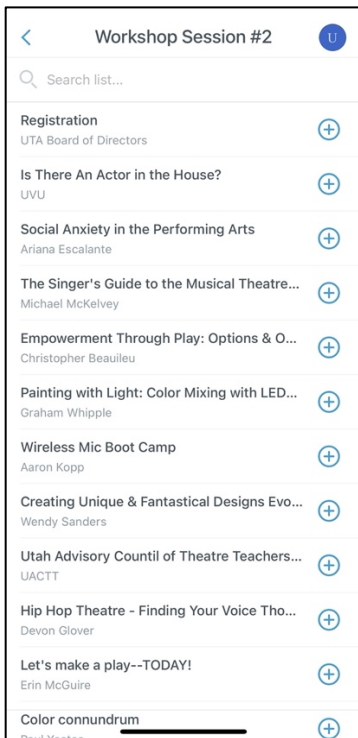 Workshop Session #2
U
Search list...
Registration
UTA Board of Directors
Is There An Actor in the House?
UVU
Social Anxiety in the Performing Arts
Ariana Escalante
The Singer's Guide to the Musical Theatre...
Michael McKelvey
Empowerment Through Play: Options & O...
Christopher Beauileu
Painting with Light: Color Mixing with LED...
Graham Whipple
Wireless Mic Boot Camp
Aaron Kopp
Creating Unique & Fantastical Designs Evo...
Wendy Sanders
Utah Advisory Countil of Theatre Teachers...
UACTT
Hip Hop Theatre - Finding Your Voice Tho...
Devon Glover
Let's make a play--TODAY!
Erin McGuire
Color connundrum